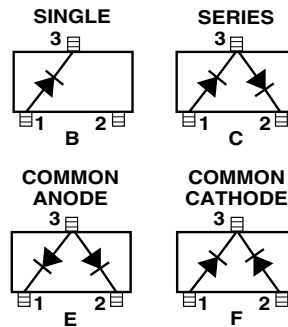 SINGLE
3
1 2
B
SERIES
3
1 2
C
COMMON
ANODE
3
1 2
E
COMMON
CATHODE
3
1 2
F